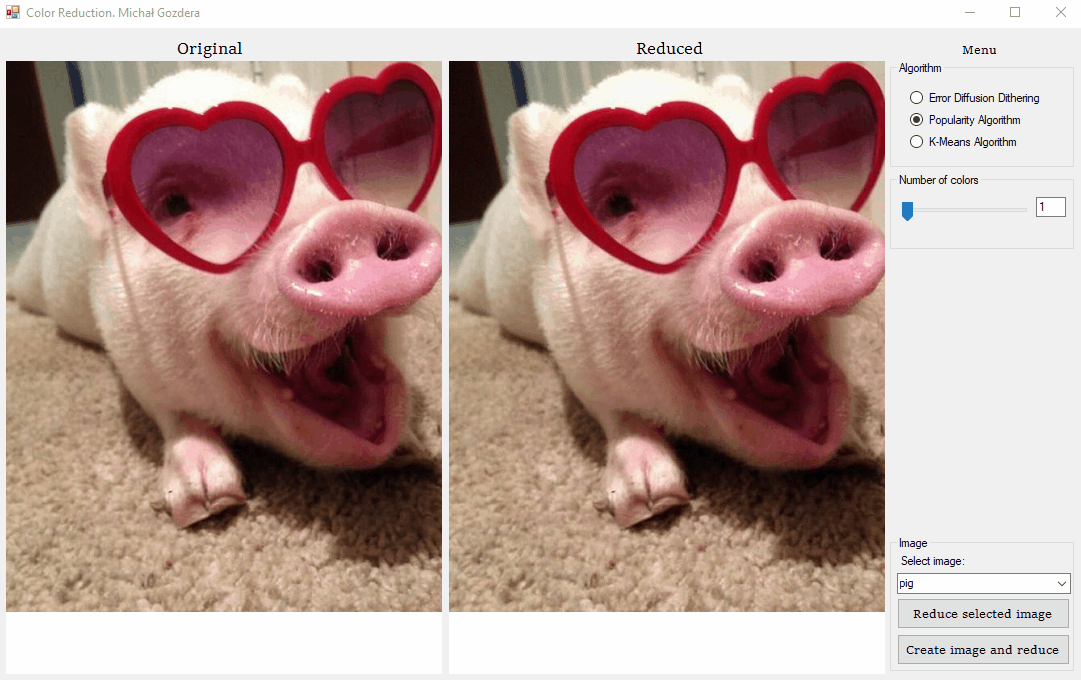 Color Reduction. Michał Gozdera
Original
Reduced
Menu
Algorithm
Error Diffusion Dithering
Popularity Algorithm
K-Means Algorithm
Number of colors
1
Image
Select image:
pig
Reduce selected image
Create image and reduce